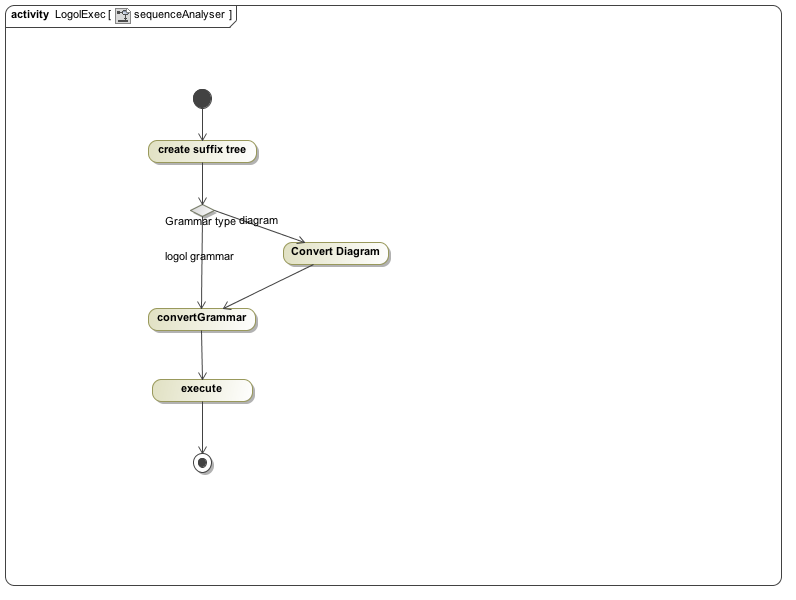 activity LogolExec [ sequenceAnalyser ]
create suffix tree
Grammar type
diagram
Convert Diagram
logol grammar
convertGrammar
execute